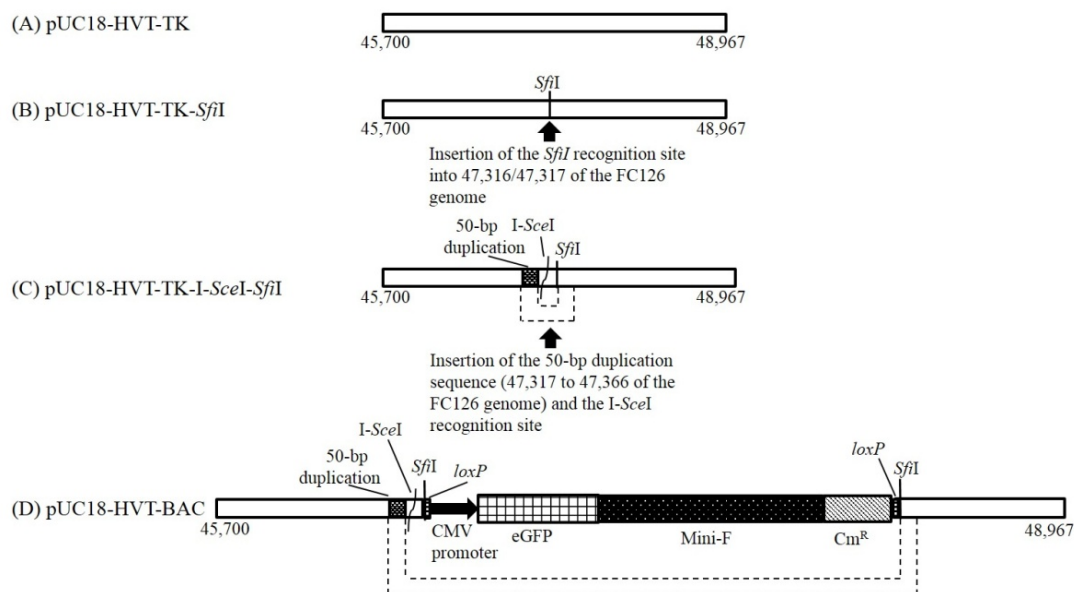 (A) pUC18-HVT-TK
45,700
48,967
(B) pUC18-HVT-TK-SfiI
SfiI
45,700
48,967
Insertion of the SfiI recognition site
into 47,316/47,317 of the FC126
genome
50-bp
duplication
I-SceI
SfiI
(C) pUC18-HVT-TK-I-SceI-SfiI
45,700
48,967
Insertion of the 50-bp duplication
sequence (47,317 to 47,366 of the
FC126 genome) and the I-SceI
recognition site
I-SceI
50-bp
duplication
SfiI
loxP
loxP
SfiI
(D) pUC18-HVT-BAC
45,700
CMV
promoter
eGFP
Mini-F
CmR
48,967